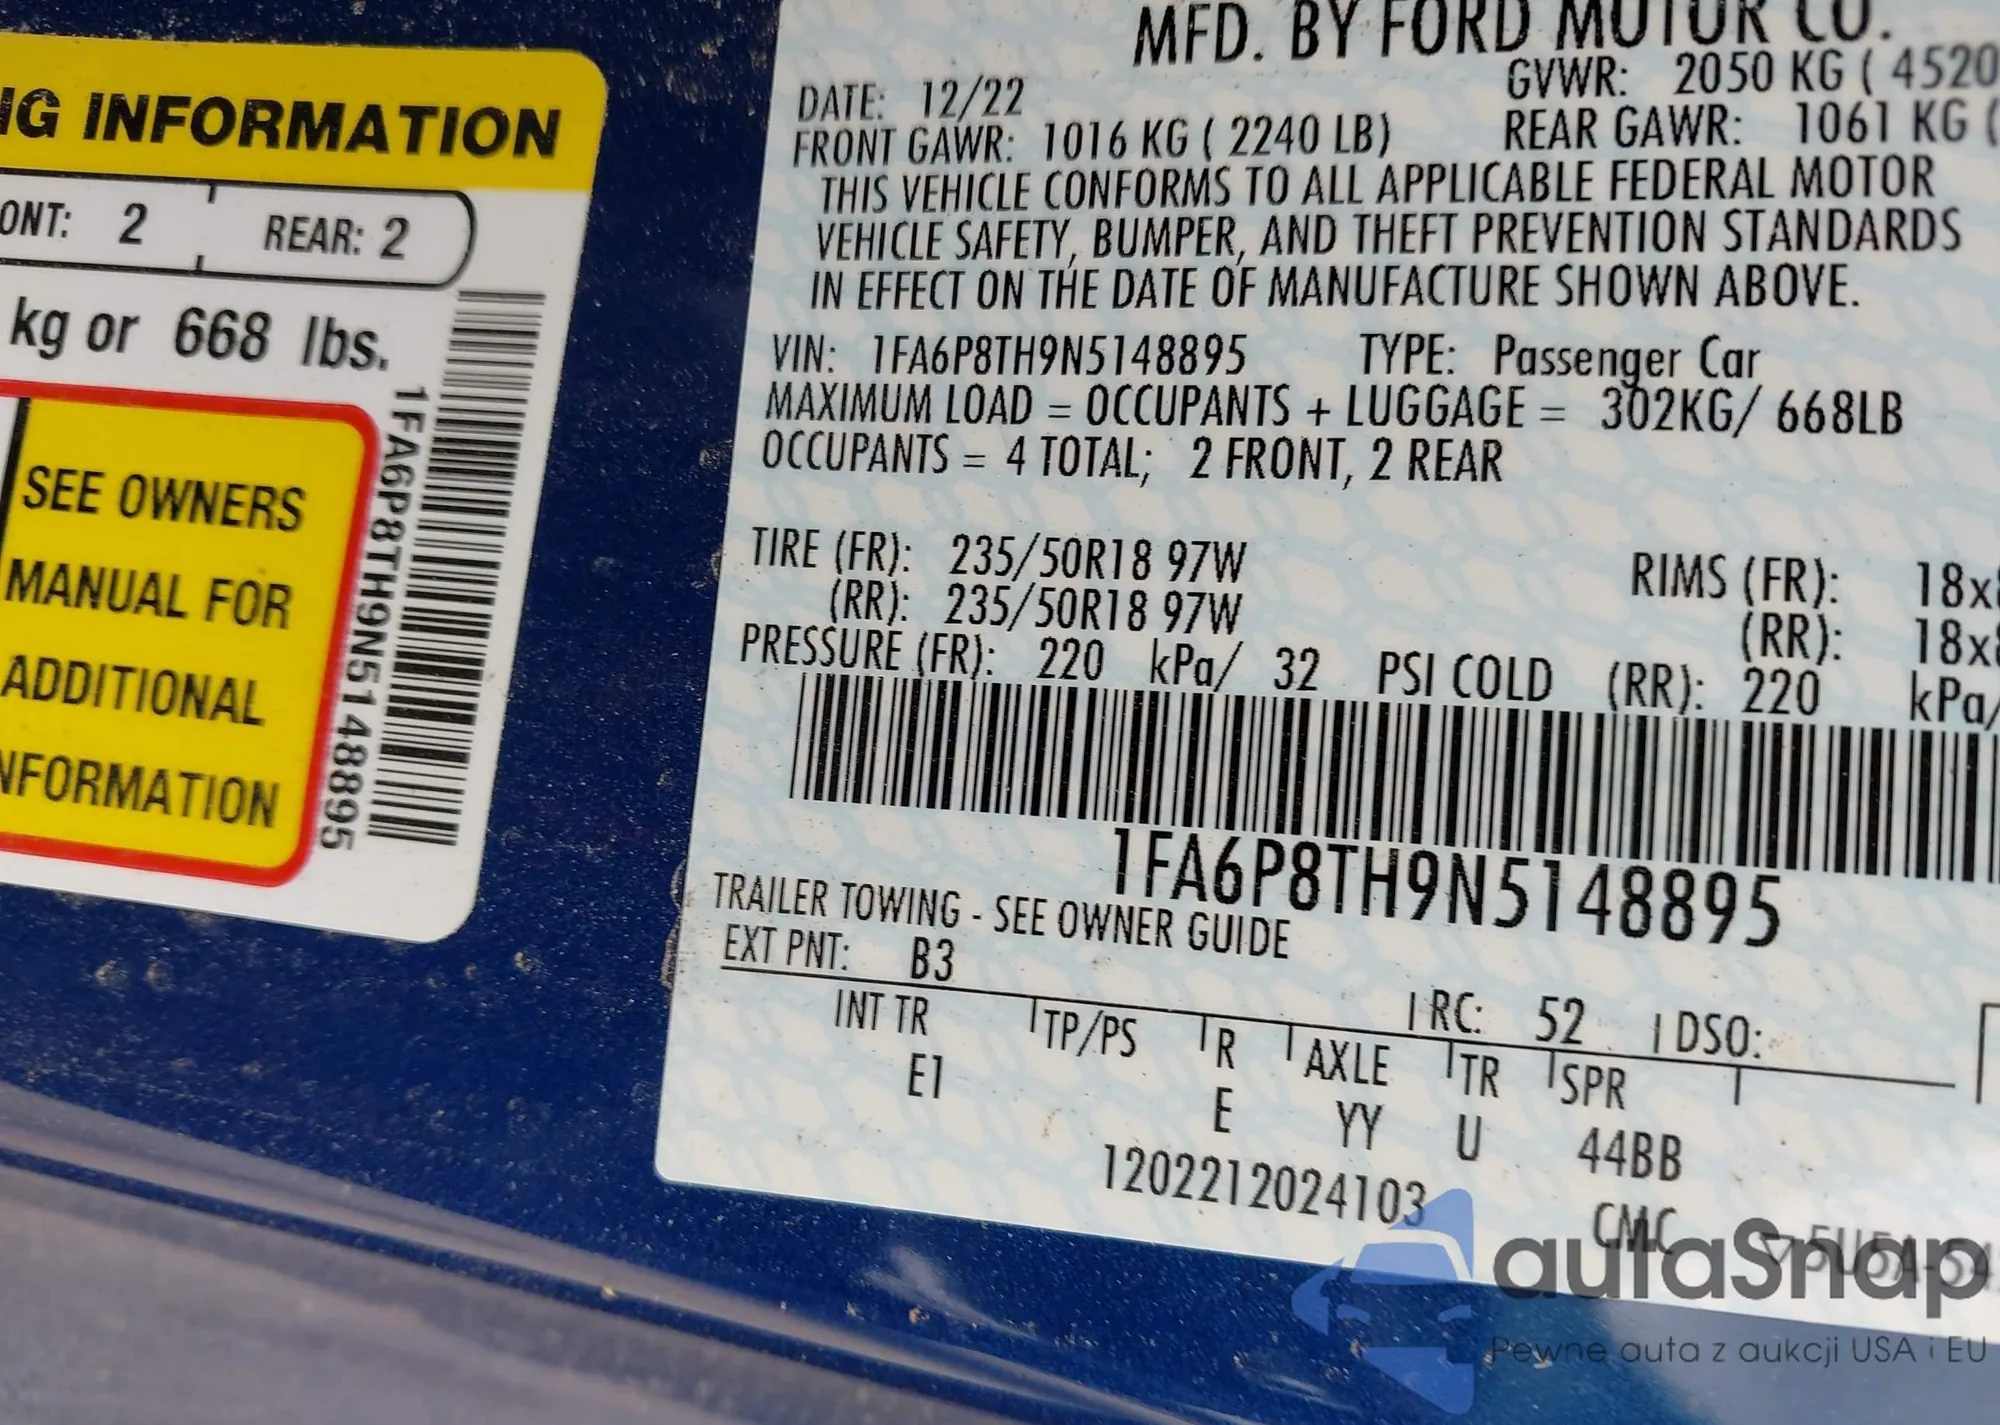 NG INFORMATION
ONT: 2 REAR: 2
kg or 668 lbs.
SEE OWNERS
MANUAL FOR
ADDITIONAL
NFORMATION
1FA6P8TH9N5148895
MFD. BY FORD MOTOR CO.
DATE: 12/22 GVWR: 2050 KG ( 4520
FRONT GAWR: 1016 KG ( 2240 LB) REAR GAWR: 1061 KG (
THIS VEHICLE CONFORMS TO ALL APPLICABLE FEDERAL MOTOR
VEHICLE SAFETY, BUMPER, AND THEFT PREVENTION STANDARDS
IN EFFECT ON THE DATE OF MANUFACTURE SHOWN ABOVE.
VIN: 1FA6P8TH9N5148895 TYPE: Passenger Car
MAXIMUM LOAD = OCCUPANTS + LUGGAGE = 302KG/ 668LB
OCCUPANTS = 4 TOTAL; 2 FRONT, 2 REAR
TIRE (FR): 235/50R18 97W RIMS (FR): 18x8
(RR): 235/50R18 97W (RR): 18x8
PRESSURE (FR): 220 kPa/ 32 PSI COLD (RR): 220 kPa/
1FA6P8TH9N5148895
TRAILER TOWING - SEE OWNER GUIDE
EXT PNT: B3 RC: 52 DSO:
INT TR TP/PS R AXLE TR SPR
E1 E YY U 44BB
1202212024103 CMC
autaSnap
Pewne auta z aukcji USA i EU